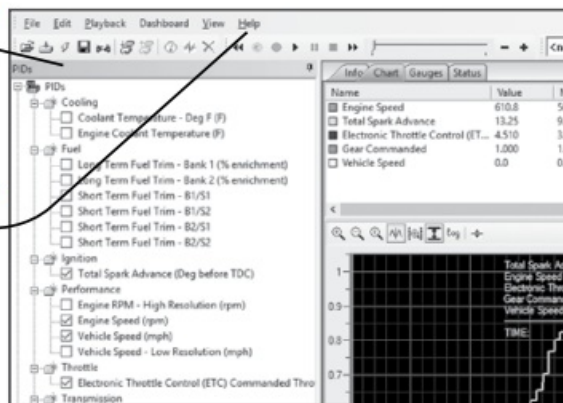 File Edit Playback Dashboard View Help
PIDs
PIDs
Cooling
Coolant Temperature - Deg F (F)
Engine Coolant Temperature (F)
Fuel
Long Term Fuel Trim - Bank 1 (% enrichment)
Long Term Fuel Trim - Bank 2 (% enrichment)
Short Term Fuel Trim - B1/S1
Short Term Fuel Trim - B1/S2
Short Term Fuel Trim - B2/S1
Short Term Fuel Trim - B2/S2
Ignition
Total Spark Advance (Deg before TDC)
Performance
Engine RPM - High Resolution (rpm)
Engine Speed (rpm)
Vehicle Speed (mph)
Vehicle Speed - Low Resolution (mph)
Throttle
Electronic Throttle Control (ETC) Commanded Thro
Transmission
Info Chart Gauges Status
Name Value
Engine Speed 610.8 5
Total Spark Advance 13.25 9
Electronic Throttle Control (ET... 4.510 3
Gear Commanded 1.000 1
Vehicle Speed 0.0 0
Total Spark A
Engine Speed
Electronic Thr
Gear Comman
Vehicle Speed
TIME:
1
0.9
0.8
0.7